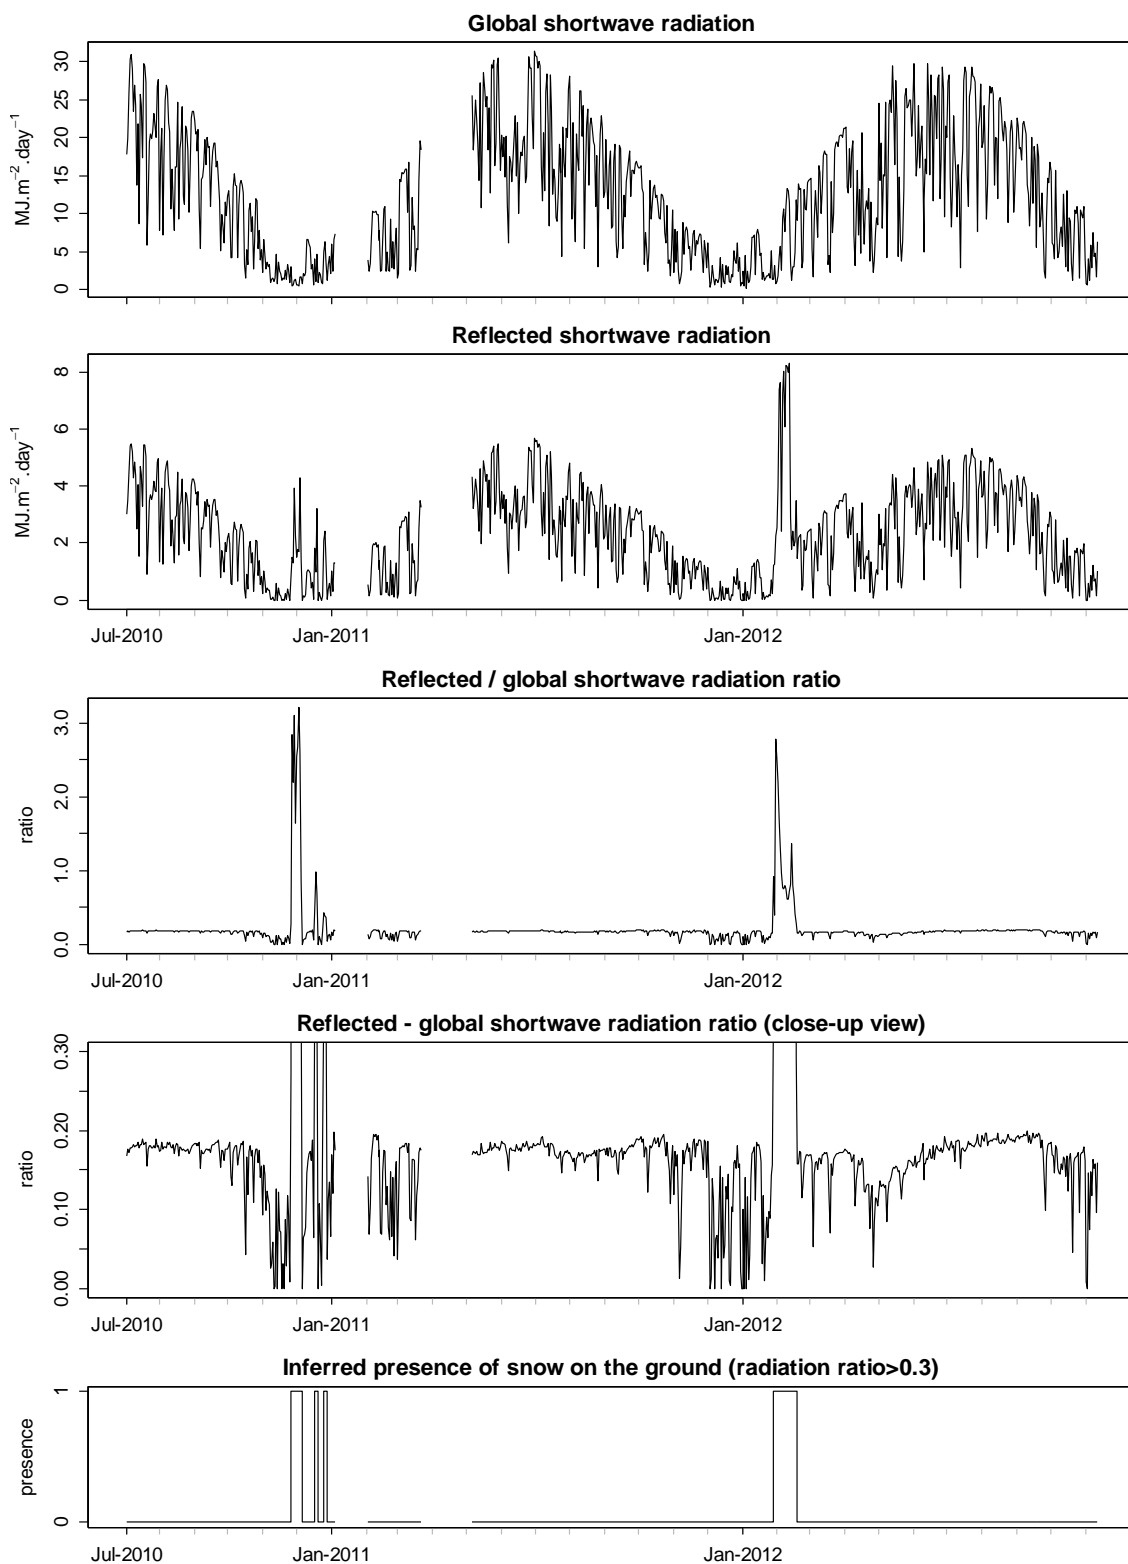 Global shortwave radiation
MJ.m⁻².day⁻¹
30
25
20
15
10
5
0
Reflected shortwave radiation
MJ.m⁻².day⁻¹
8
6
4
2
0
Jul-2010 Jan-2011 Jan-2012
Reflected / global shortwave radiation ratio
ratio
3.0
2.0
1.0
0.0
Jul-2010 Jan-2011 Jan-2012
Reflected - global shortwave radiation ratio (close-up view)
ratio
0.30
0.20
0.10
0.00
Jul-2010 Jan-2011 Jan-2012
Inferred presence of snow on the ground (radiation ratio>0.3)
presence
1
0
Jul-2010 Jan-2011 Jan-2012